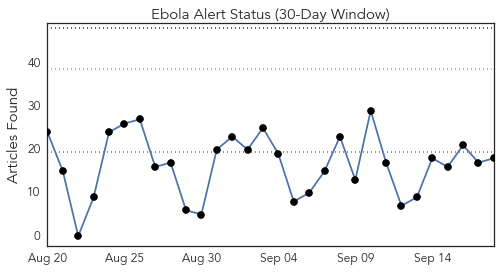 Ebola Alert Status (30-Day Window)
Articles Found
40
30
20
10
0
Aug 20 Aug 25 Aug 30 Sep 04 Sep 09 Sep 14